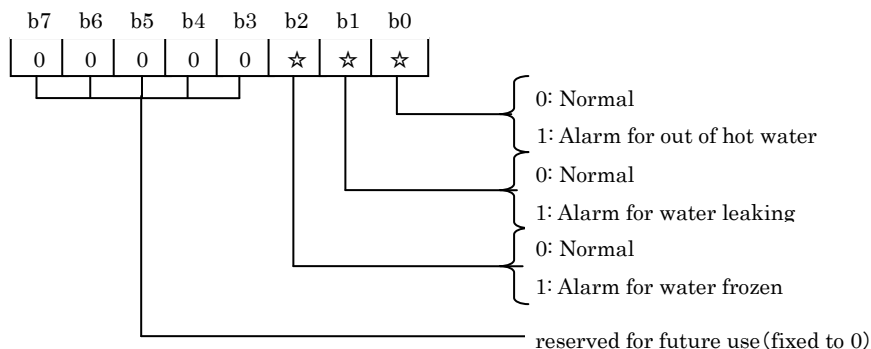 b7 b6 b5 b4 b3 b2 b1 b0
0 0 0 0 0 ☆ ☆ ☆
0: Normal
1: Alarm for out of hot water
0: Normal
1: Alarm for water leaking
0: Normal
1: Alarm for water frozen
reserved for future use(fixed to 0)